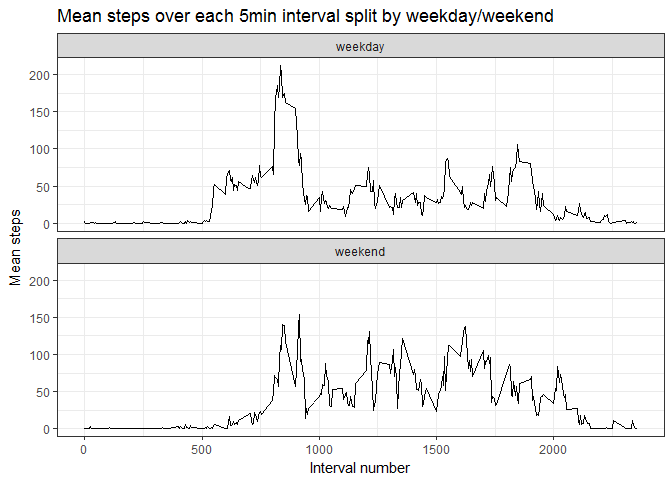 Mean steps over each 5min interval split by weekday/weekend
weekday
200
150
100
50
0
weekend
200
150
100
50
0
Mean steps
0 500 1000 1500 2000
Interval number